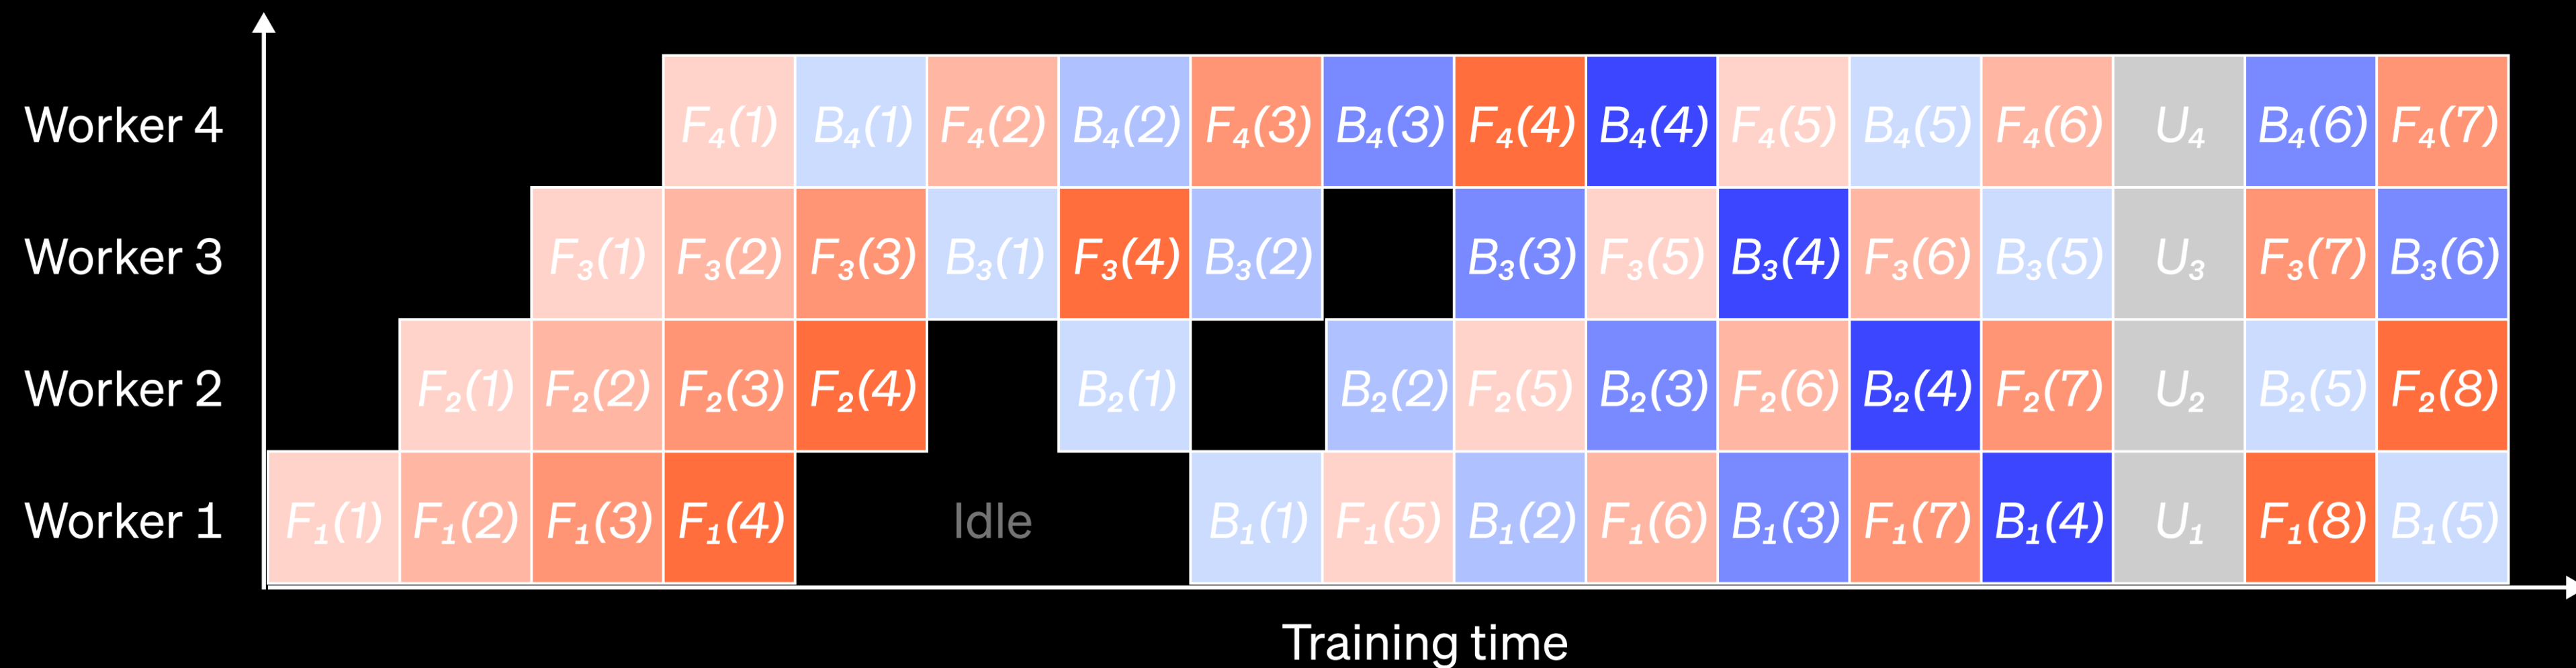 Worker 4 F₄(1) B₄(1) F₄(2) B₄(2) F₄(3) B₄(3) F₄(4) B₄(4) F₄(5) B₄(5) F₄(6) U₄ B₄(6) F₄(7)
Worker 3 F₃(1) F₃(2) F₃(3) B₃(1) F₃(4) B₃(2) B₃(3) F₃(5) B₃(4) F₃(6) B₃(5) U₃ F₃(7) B₃(6)
Worker 2 F₂(1) F₂(2) F₂(3) F₂(4) B₂(1) B₂(2) F₂(5) B₂(3) F₂(6) B₂(4) F₂(7) U₂ B₂(5) F₂(8)
Worker 1 F₁(1) F₁(2) F₁(3) F₁(4) Idle B₁(1) F₁(5) B₁(2) F₁(6) B₁(3) F₁(7) B₁(4) U₁ F₁(8) B₁(5)
Training time